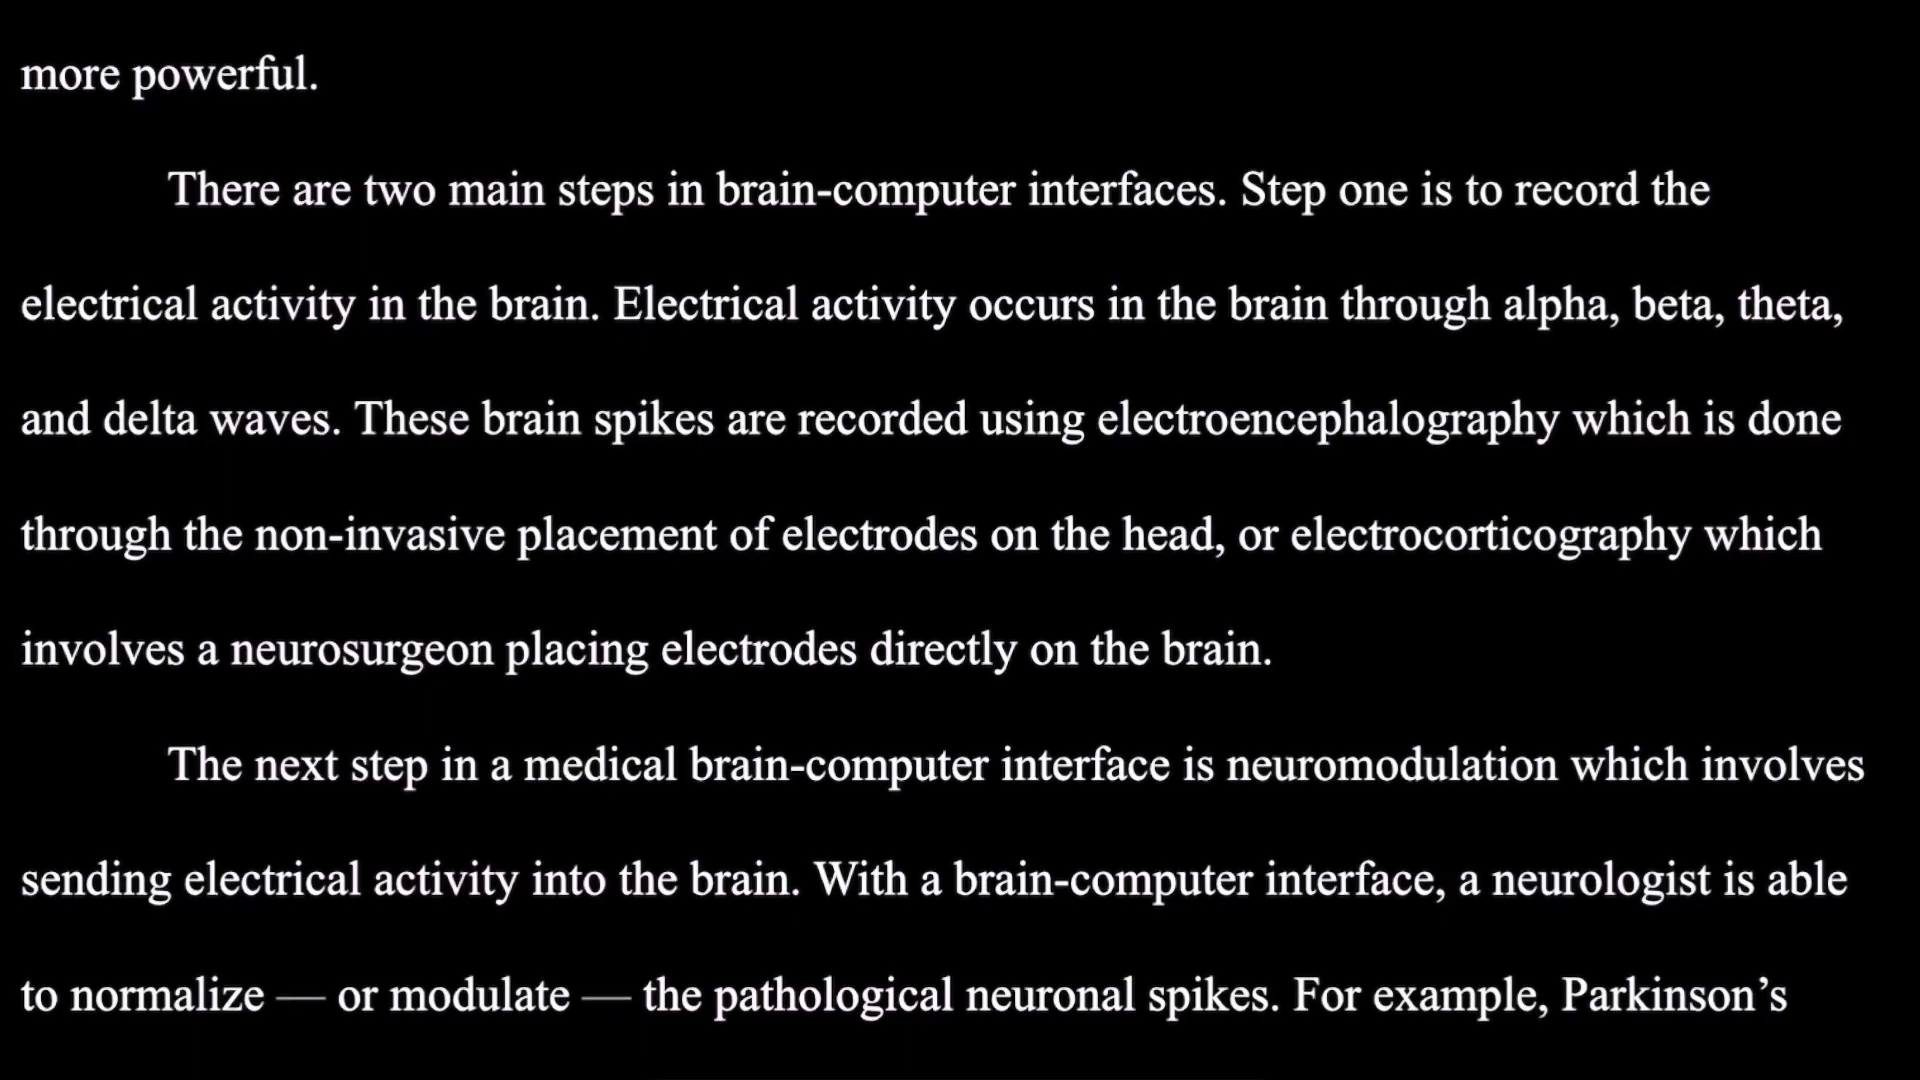 more powerful.
There are two main steps in brain-computer interfaces. Step one is to record the
electrical activity in the brain. Electrical activity occurs in the brain through alpha, beta, theta,
and delta waves. These brain spikes are recorded using electroencephalography which is done
through the non-invasive placement of electrodes on the head, or electrocorticography which
involves a neurosurgeon placing electrodes directly on the brain.
The next step in a medical brain-computer interface is neuromodulation which involves
sending electrical activity into the brain. With a brain-computer interface, a neurologist is able
to normalize — or modulate — the pathological neuronal spikes. For example, Parkinson’s